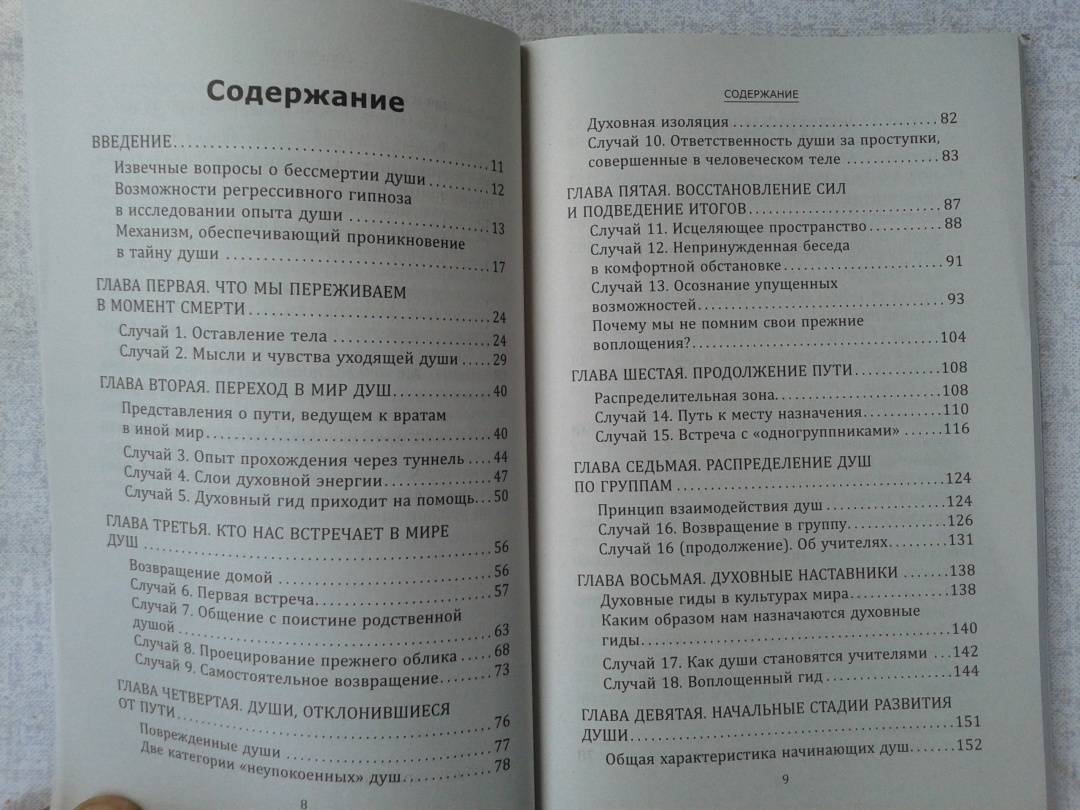 Содержание
ВВЕДЕНИЕ.......................................11
Извечные вопросы о бессмертии души..............12
Возможности регрессивного гипноза
в исследовании опыта души ....................13
Механизм, обеспечивающий проникновение
в тайну души ..................................17
ГЛАВА ПЕРВАЯ. ЧТО МЫ ПЕРЕЖИВАЕМ
В МОМЕНТ СМЕРТИ................................24
Случай 1. Оставление тела ......................24
Случай 2. Мысли и чувства уходящей души ....29
ГЛАВА ВТОРАЯ. ПЕРЕХОД В МИР ДУШ..............40
Представления о пути, ведущем к вратам
в иной мир.....................................40
Случай 3. Опыт прохождения через туннель ....44
Случай 4. Слои духовной энергии..............47
Случай 5. Духовный гид приходит на помощь..50
ГЛАВА ТРЕТЬЯ. КТО НАС ВСТРЕЧАЕТ В МИРЕ
ДУШ ...........................................56
Возвращение домой .............................56
Случай 6. Первая встреча.......................57
Случай 7. Общение с поистине родственной
душой .........................................63
Случай 8. Проецирование прежнего облика.....68
Случай 9. Самостоятельное возвращение........73
ГЛАВА ЧЕТВЕРТАЯ. ДУШИ, ОТКЛОНИВШИЕСЯ
ОТ ПУТИ........................................76
Поврежденные души .............................77
Две категории «неупокоенных» душ..............78
8
СОДЕРЖАНИЕ
Духовная изоляция .............................82
Случай 10. Ответственность души за проступки,
совершенные в человеческом теле ..............83
ГЛАВА ПЯТАЯ. ВОССТАНОВЛЕНИЕ СИЛ
И ПОДВЕДЕНИЕ ИТОГОВ............................87
Случай 11. Исцеляющее пространство............88
Случай 12. Непринужденная беседа
в комфортной обстановке.......................91
Случай 13. Осознание упущенных
возможностей...................................93
Почему мы не помним свои прежние
воплощения?...................................104
ГЛАВА ШЕСТАЯ. ПРОДОЛЖЕНИЕ ПУТИ..............108
Распределительная зона........................108
Случай 14. Путь к месту назначения............110
Случай 15. Встреча с «одногруппниками» ......116
ГЛАВА СЕДЬМАЯ. РАСПРЕДЕЛЕНИЕ ДУШ
ПО ГРУППАМ ...................................124
Принцип взаимодействия душ ...................124
Случай 16. Возвращение в группу...............126
Случай 16 (продолжение). Об учителях..........131
ГЛАВА ВОСЬМАЯ. ДУХОВНЫЕ НАСТАВНИКИ .......138
Духовные гиды в культурах мира................138
Каким образом нам назначаются духовные
гиды..........................................140
Случай 17. Как души становятся учителями ...142
Случай 18. Воплощенный гид ...................144
ГЛАВА ДЕВЯТАЯ. НАЧАЛЬНЫЕ СТАДИИ РАЗВИТИЯ
ДУШИ..........................................151
Общая характеристика начинающих душ..........152
9